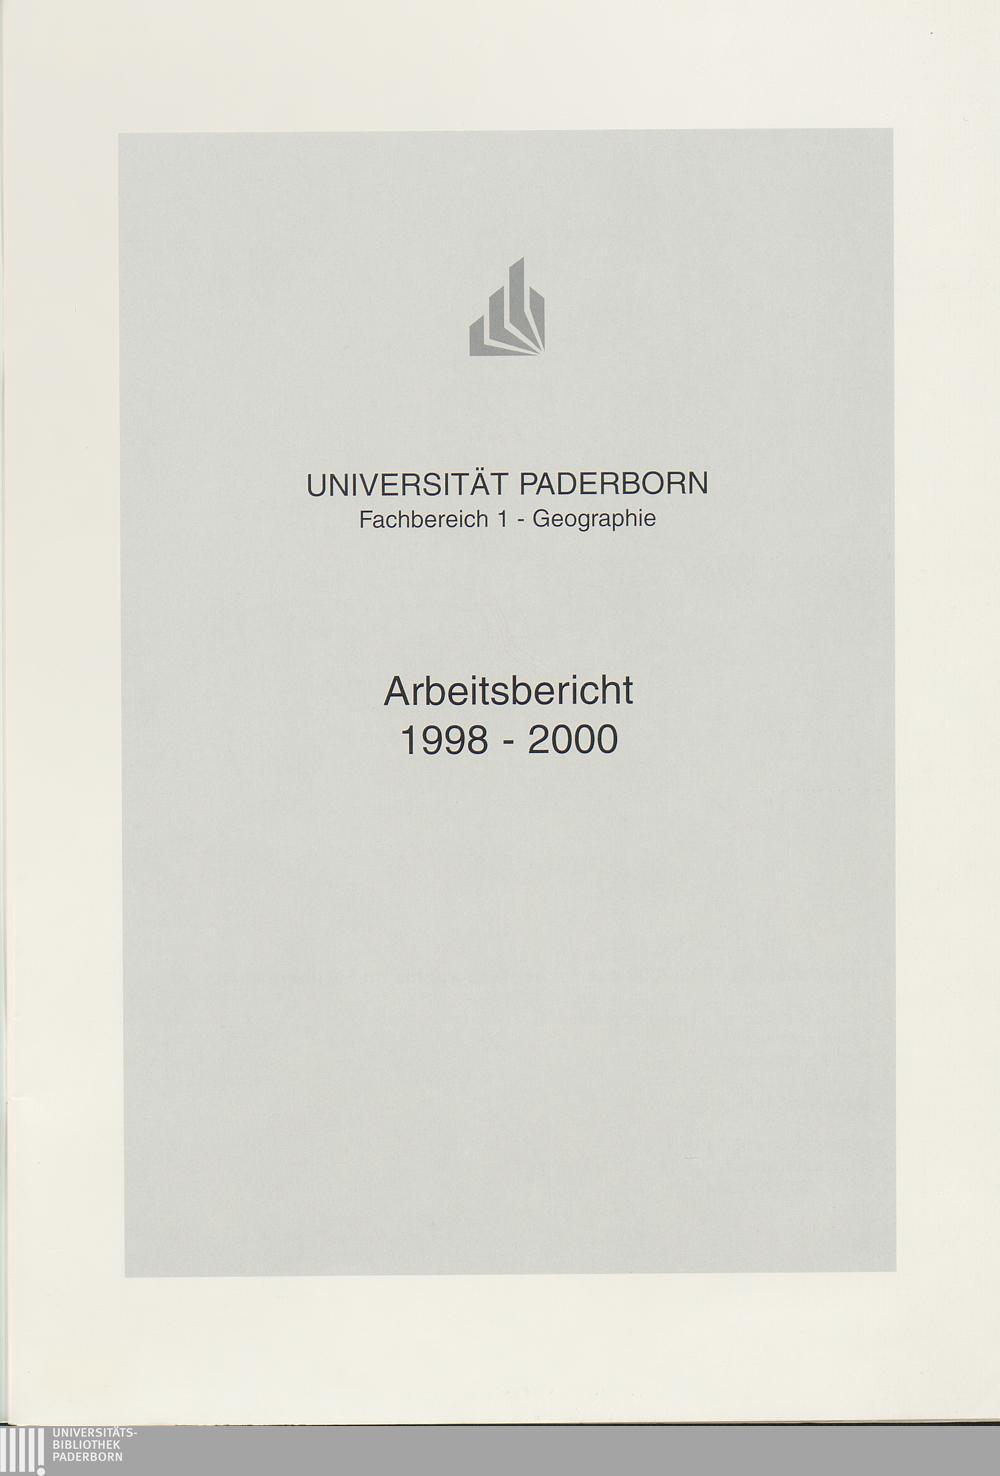 UNIVERSITÄT PADERBORN
Fachbereich 1 - Geographie
Arbeitsbericht
1998 - 2000
UNIVERSITÄTS-
BIBLIOTHEK
PADERBORN